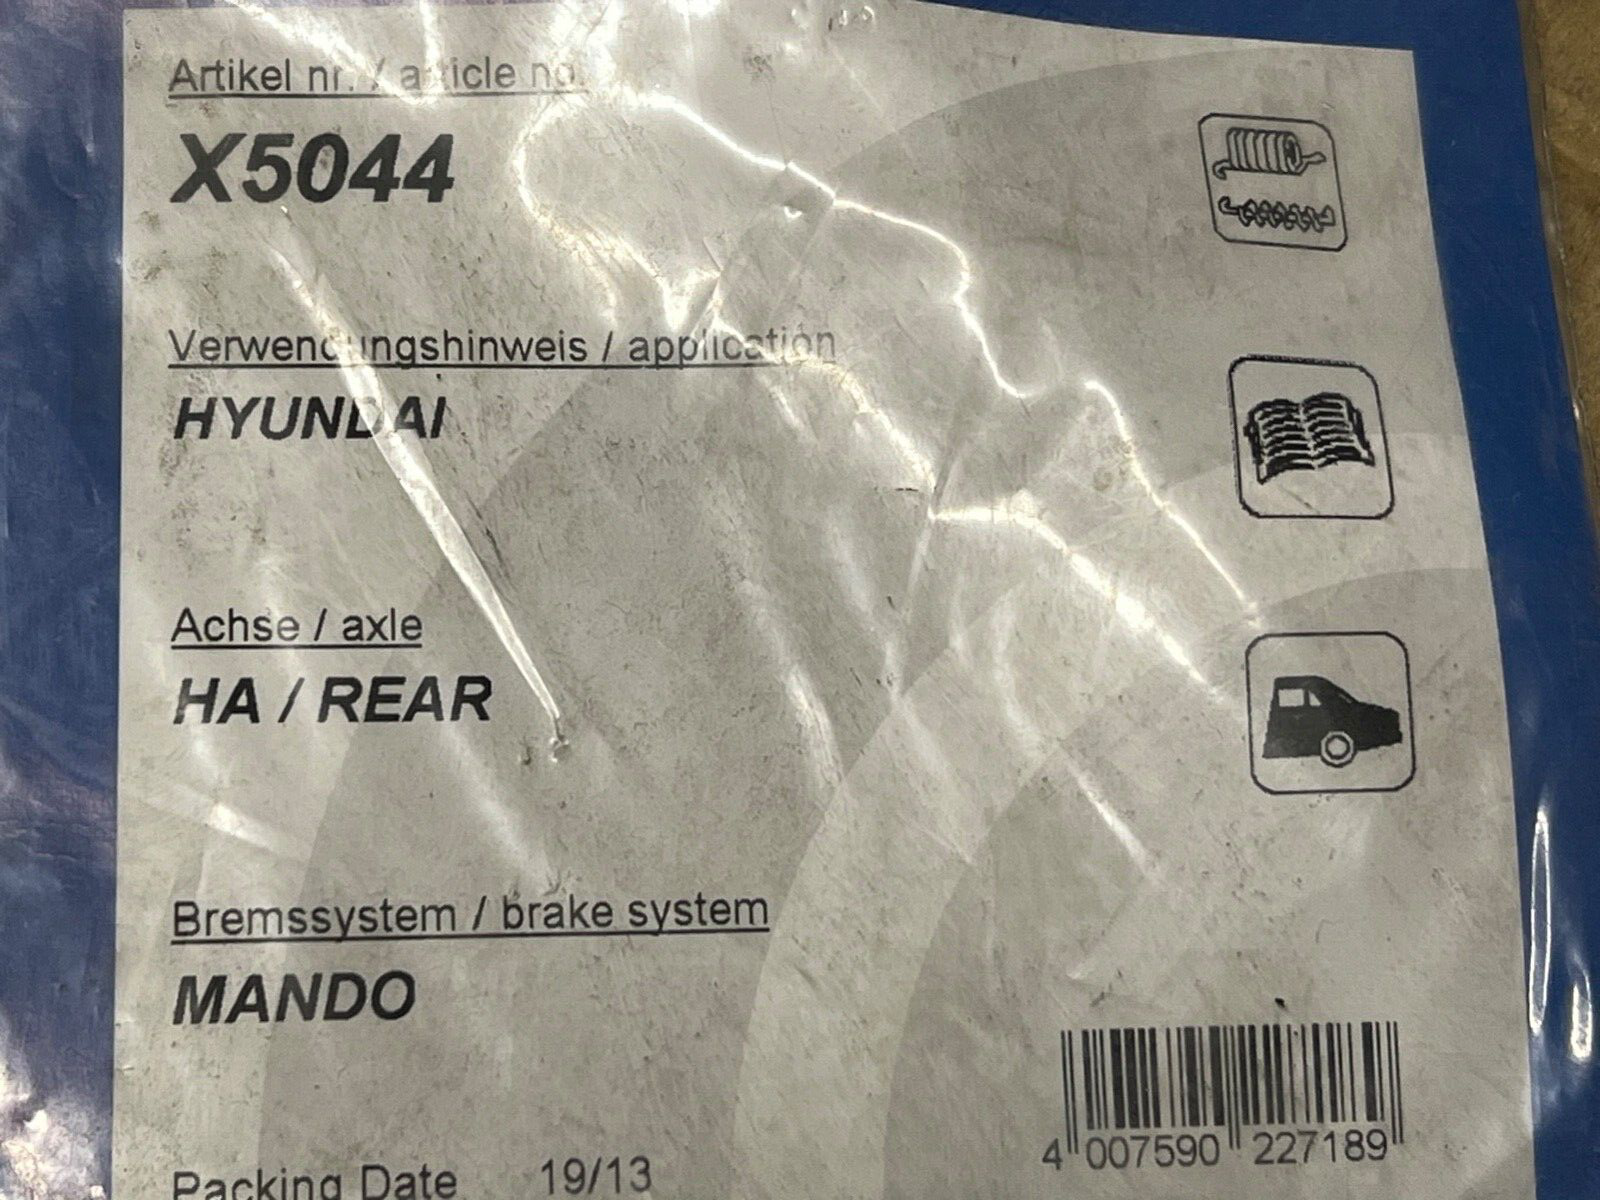 Artikel nr. / article no.
X5044
Verwendungshinweis / application
HYUNDAI
Achse / axle
HA / REAR
Bremssystem / brake system
MANDO
4 007590 227189
Packing Date 19/13